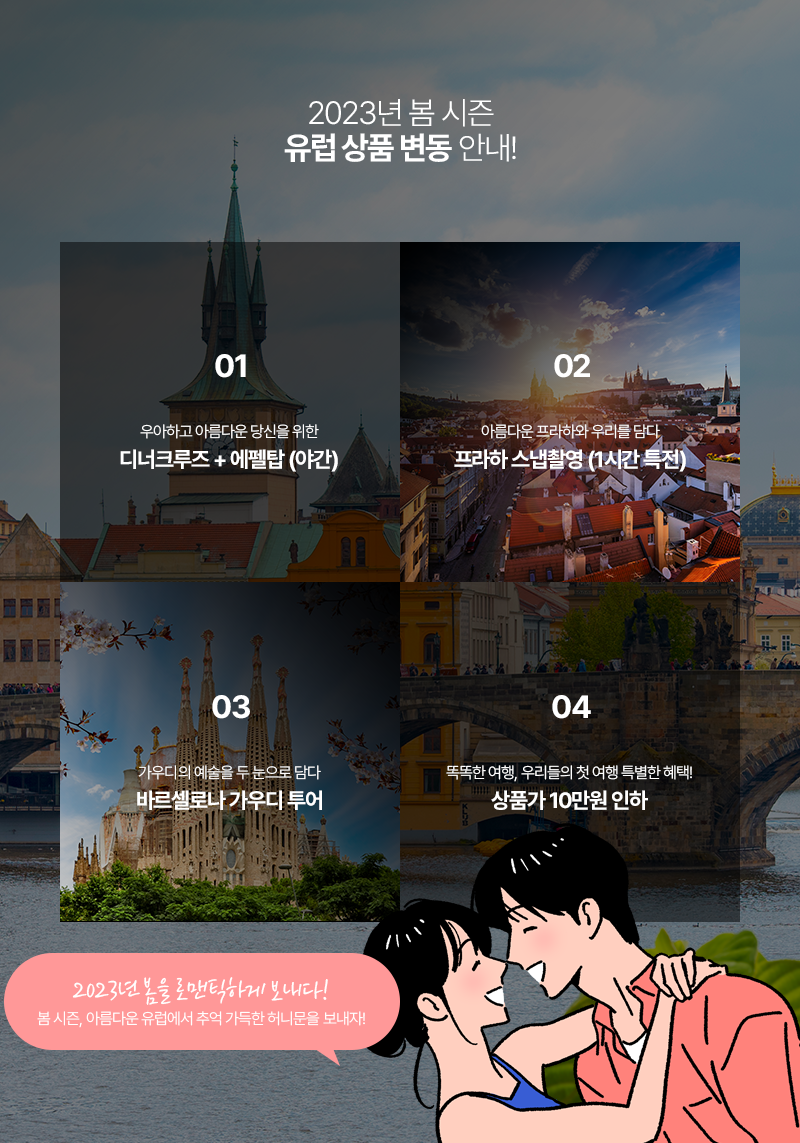 2023년 봄 시즌
유럽 상품 변동 안내!
01
우아하고 아름다운 당신을 위한
디너크루즈 + 에펠탑 (야간)
02
아름다운 프라하와 우리를 담다
프라하 스냅촬영 (1시간 특전)
03
가우디의 예술을 두 눈으로 담다
바르셀로나 가우디 투어
04
똑똑한 여행, 우리들의 첫 여행 특별한 혜택!
상품가 10만원 인하
2023년 봄을 로맨틱하게 보내다!
봄 시즌, 아름다운 유럽에서 추억 가득한 허니문을 보내자!